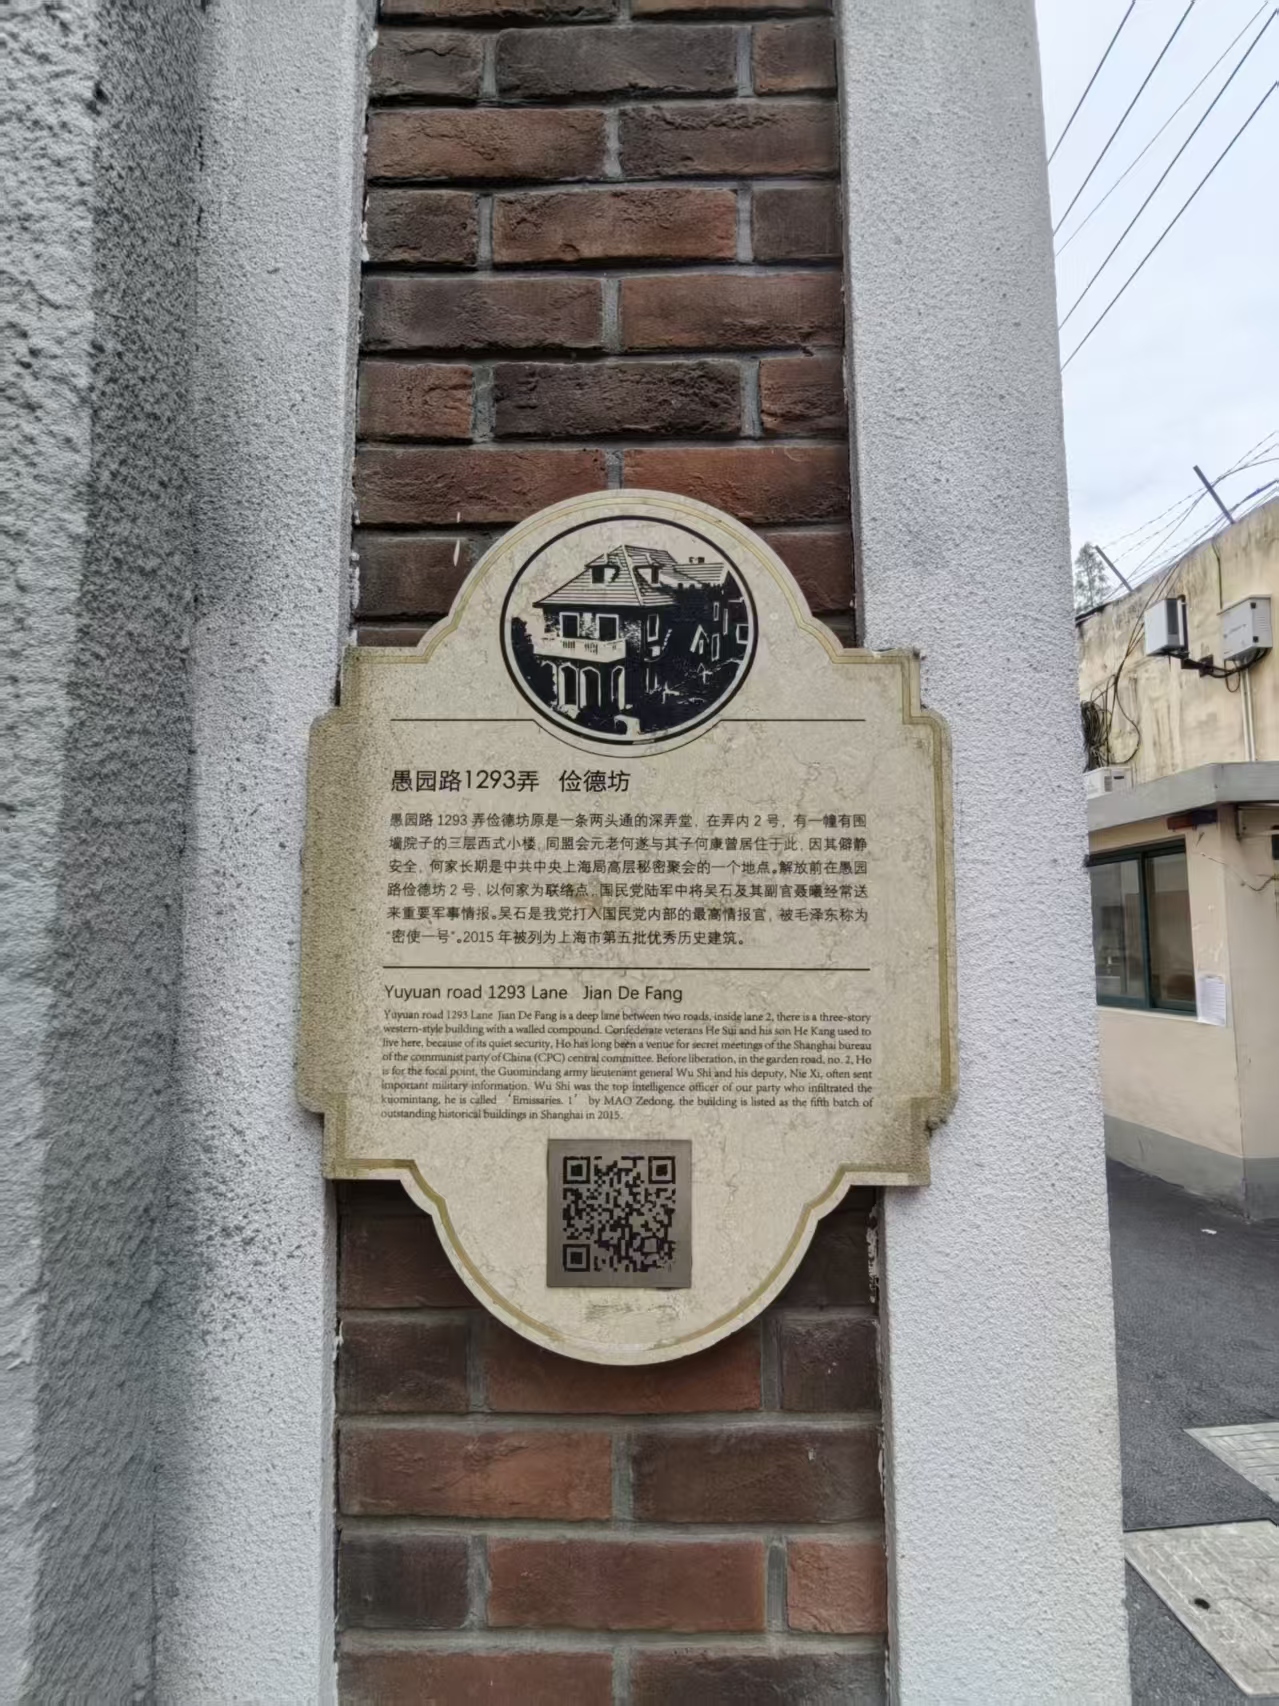 愚园路1293弄 俭德坊
愚园路 1293 弄俭德坊原是一条两头通的深弄堂，在弄内 2 号，有一幢有围
墙院子的三层西式小楼，同盟会元老何遂与其子何康曾居住于此，因其僻静
安全，何家长期是中共中央上海局高层秘密聚会的一个地点。解放前在愚园
路俭德坊 2 号，以何家为联络点，国民党陆军中将吴石及其副官聂曦经常送
来重要军事情报。吴石是我党打入国民党内部的最高情报官，被毛泽东称为
“密使一号”。2015 年被列为上海市第五批优秀历史建筑。
Yuyuan road 1293 Lane Jian De Fang
Yuyuan road 1293 Lane Jian De Fang is a deep lane between two roads, inside lane 2, there is a three-story
western-style building with a walled compound. Confederate veterans He Sui and his son He Kang used to
live here, because of its quiet security, Ho has long been a venue for secret meetings of the Shanghai bureau
of the communist party of China (CPC) central committee. Before liberation, in the garden road, no. 2, Ho
is for the focal point, the Guomindang army lieutenant general Wu Shi and his deputy, Nie Xi, often sent
important military information. Wu Shi was the top intelligence officer of our party who infiltrated the
kuomintang, he is called ‘Emissaries. 1’ by MAO Zedong, the building is listed as the fifth batch of
outstanding historical buildings in Shanghai in 2015.